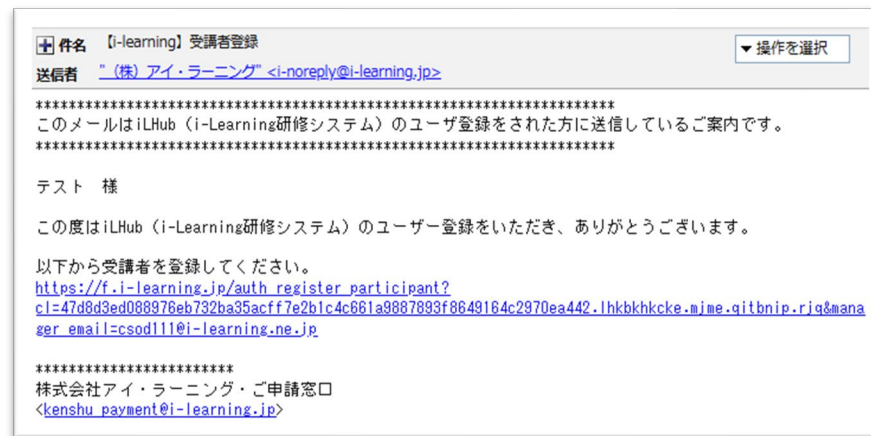 件名 【i-learning】受講者登録
▼操作を選択
送信者 "（株）アイ・ラーニング" <i-noreply@i-learning.jp>
**********************************************************************
このメールはiLHub（i-Learning研修システム）のユーザ登録をされた方に送信しているご案内です。
**********************************************************************
テスト　様
この度はiLHub（i-Learning研修システム）のユーザー登録をいただき、ありがとうございます。
以下から受講者を登録してください。
https://f.i-learning.jp/auth_register_participant?
cl=47d8d3ed088976eb732ba35acff7e2b1c4c661a9887893f8649164c2970ea442.lhkbkhkcke.mjme.qitbnip.rjq&mana
ger_email=csod111@i-learning.ne.jp
************************
株式会社アイ・ラーニング・ご申請窓口
<kenshu_payment@i-learning.jp>